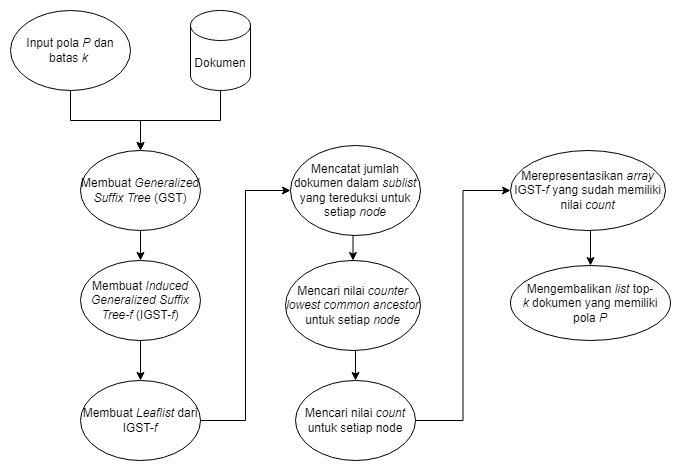 Input pola P dan
batas k
Dokumen
Membuat Generalized
Suffix Tree (GST)
Membuat Induced
Generalized Suffix
Tree-f (IGST-f)
Membuat Leaflist dari
IGST-f
Mencatat jumlah
dokumen dalam sublist
yang tereduksi untuk
setiap node
Mencari nilai counter
lowest common ancestor
untuk setiap node
Mencari nilai count
untuk setiap node
Merepresentasikan array
IGST-f yang sudah memiliki
nilai count
Mengembalikan list top-
k dokumen yang memiliki
pola P